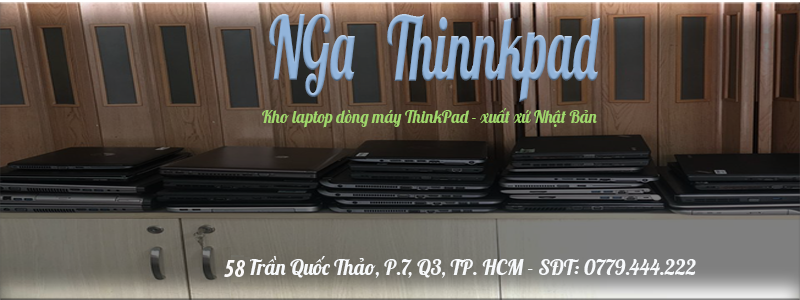 NGa Thinnkpad
Kho laptop dòng máy ThinkPad - xuất xứ Nhật Bản
58 Trần Quốc Thảo, P.7, Q3, TP. HCM - SĐT: 0779.444.222